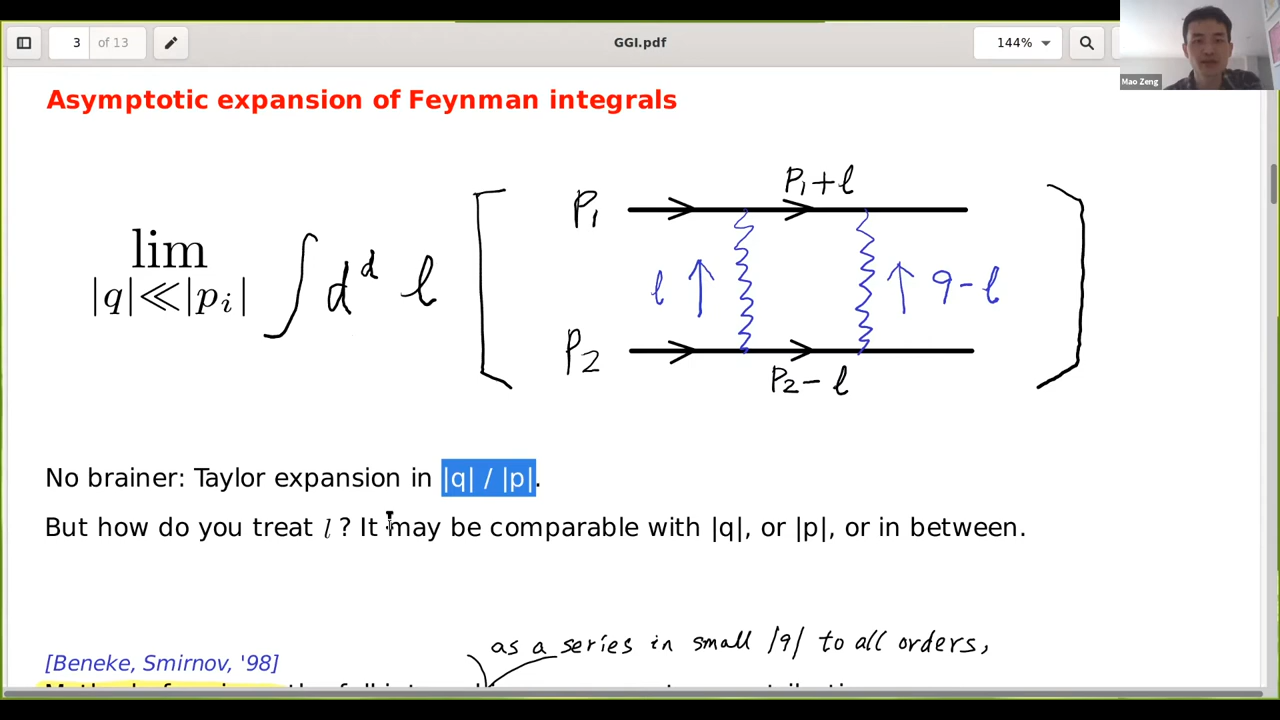 3 of 13
GGI.pdf
144%
Mao Zeng
Asymptotic expansion of Feynman integrals
P₁+l
P₁
lim
|q|≪|pᵢ| ∫ dᵈ l
l
q-l
P₂
P₂-l
No brainer: Taylor expansion in |q| / |p|.
But how do you treat l ? It may be comparable with |q|, or |p|, or in between.
as a series in small |q| to all orders,
[Beneke, Smirnov, '98]